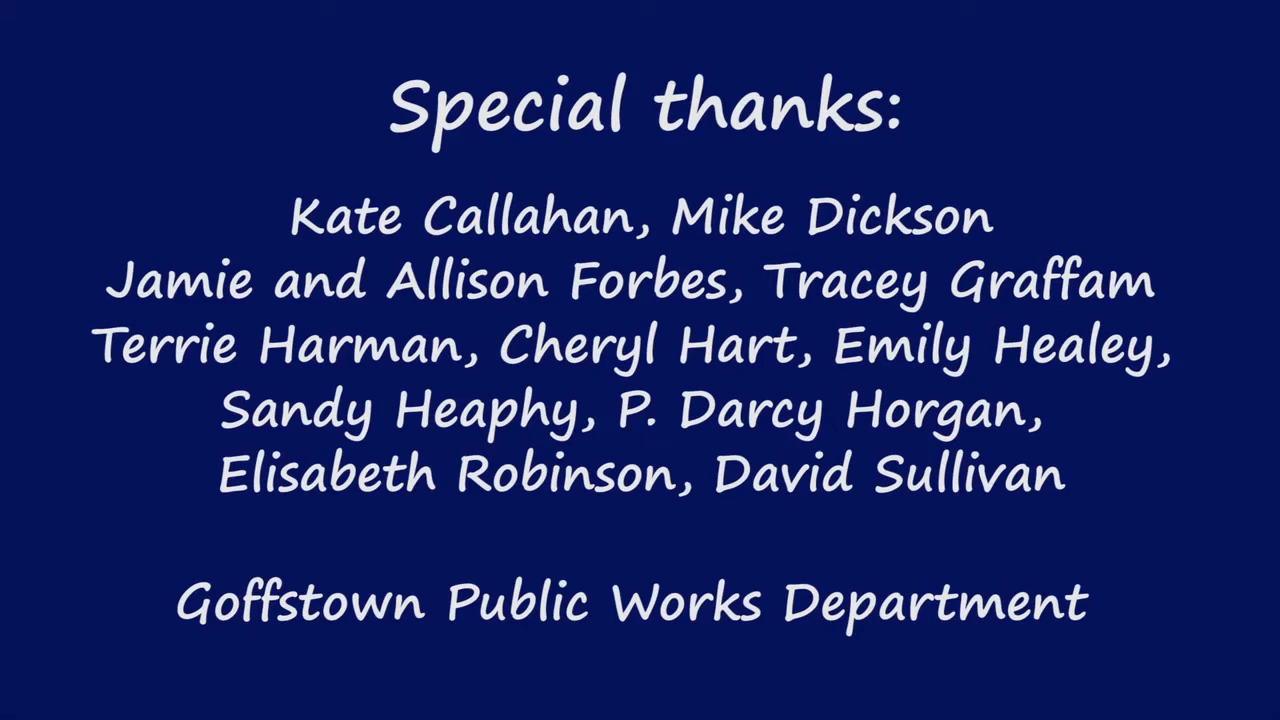 Special thanks:
Kate Callahan, Mike Dickson
Jamie and Allison Forbes, Tracey Graffam
Terrie Harman, Cheryl Hart, Emily Healey,
Sandy Heaphy, P. Darcy Horgan,
Elisabeth Robinson, David Sullivan
Goffstown Public Works Department